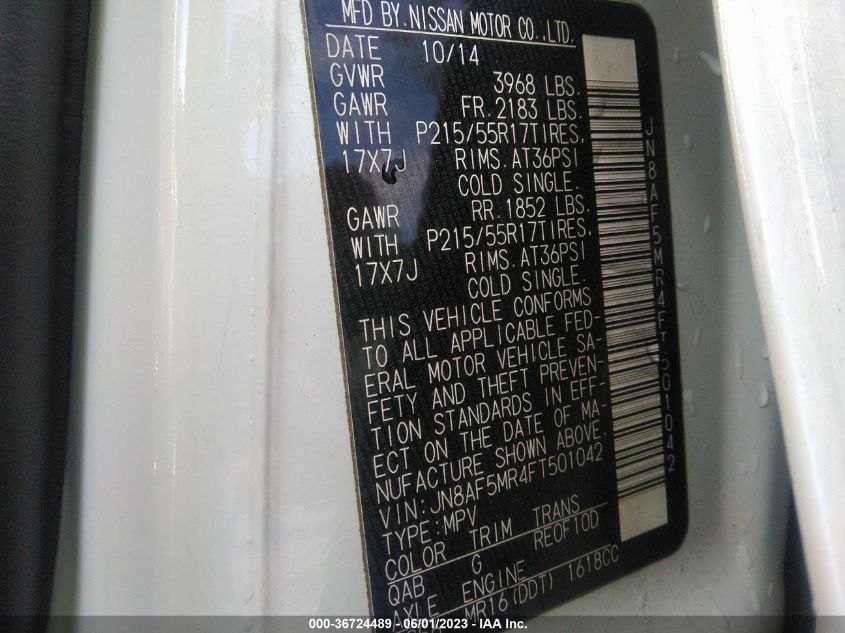 MFD BY.NISSAN MOTOR CO.,LTD.
DATE 10/14
GVWR 3968 LBS.
GAWR FR.2183 LBS.
WITH P215/55R17TIRES.
17X7J RIMS.AT36PSI
COLD SINGLE.
GAWR RR.1852 LBS.
WITH P215/55R17TIRES.
17X7J RIMS.AT36PSI
COLD SINGLE.
THIS VEHICLE CONFORMS
TO ALL APPLICABLE FED-
ERAL MOTOR VEHICLE SA-
FETY AND THEFT PREVEN-
TION STANDARDS IN EFF-
ECT ON THE DATE OF MA-
NUFACTURE SHOWN ABOVE.
VIN:JN8AF5MR4FT501042
TYPE:MPV
COLOR TRIM TRANS
QAB G REOF10D
AXLE ENGINE
MR16(DDT) 1618CC
JN8AF5MR4FT501042
000-36724489 - 06/01/2023 - IAA Inc.